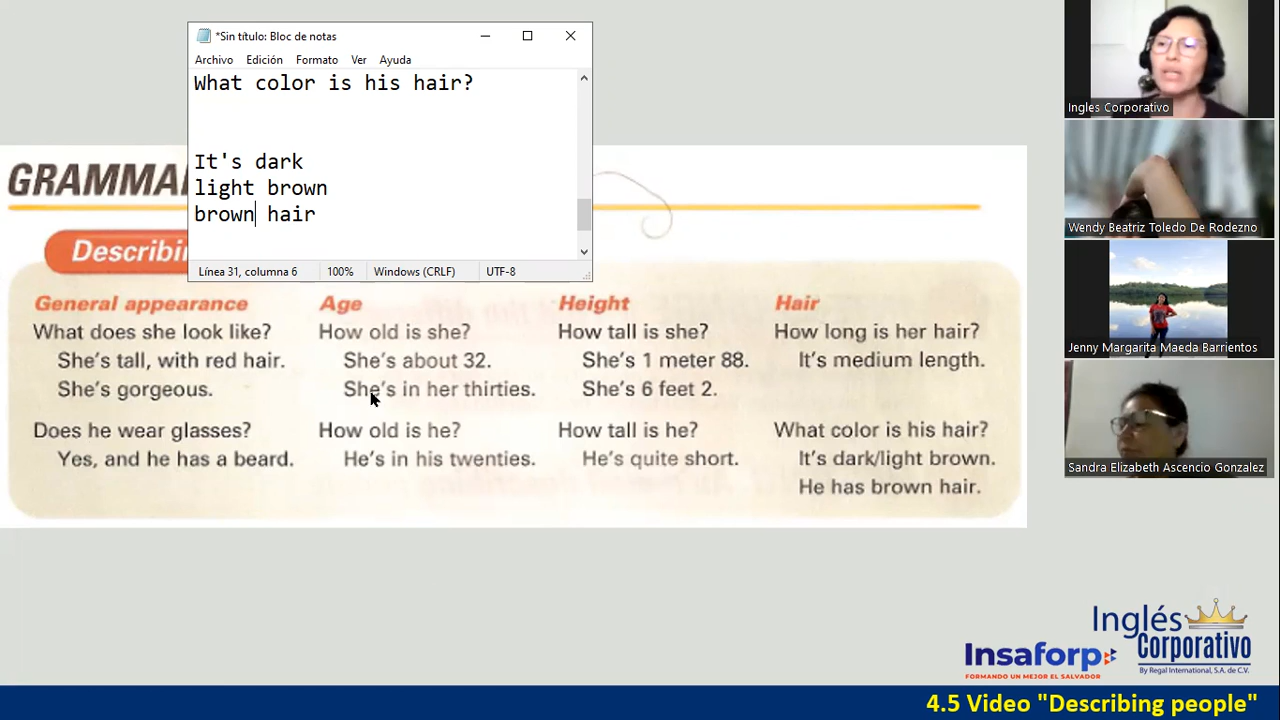 *Sin título: Bloc de notas
Archivo Edición Formato Ver Ayuda
What color is his hair?
It's dark
light brown
brown hair
Línea 31, columna 6 100% Windows (CRLF) UTF-8
GRAMMA
Describi
General appearance
What does she look like?
She's tall, with red hair.
She's gorgeous.
Does he wear glasses?
Yes, and he has a beard.
Age
How old is she?
She's about 32.
She's in her thirties.
How old is he?
He's in his twenties.
Height
How tall is she?
She's 1 meter 88.
She's 6 feet 2.
How tall is he?
He's quite short.
Hair
How long is her hair?
It's medium length.
What color is his hair?
It's dark/light brown.
He has brown hair.
Ingles Corporativo
Wendy Beatriz Toledo De Rodezno
Jenny Margarita Maeda Barrientos
Sandra Elizabeth Ascencio Gonzalez
Insaforp
FORMANDO UN MEJOR EL SALVADOR
Inglés
Corporativo
By Regal International, S.A. de C.V.
4.5 Video "Describing people"